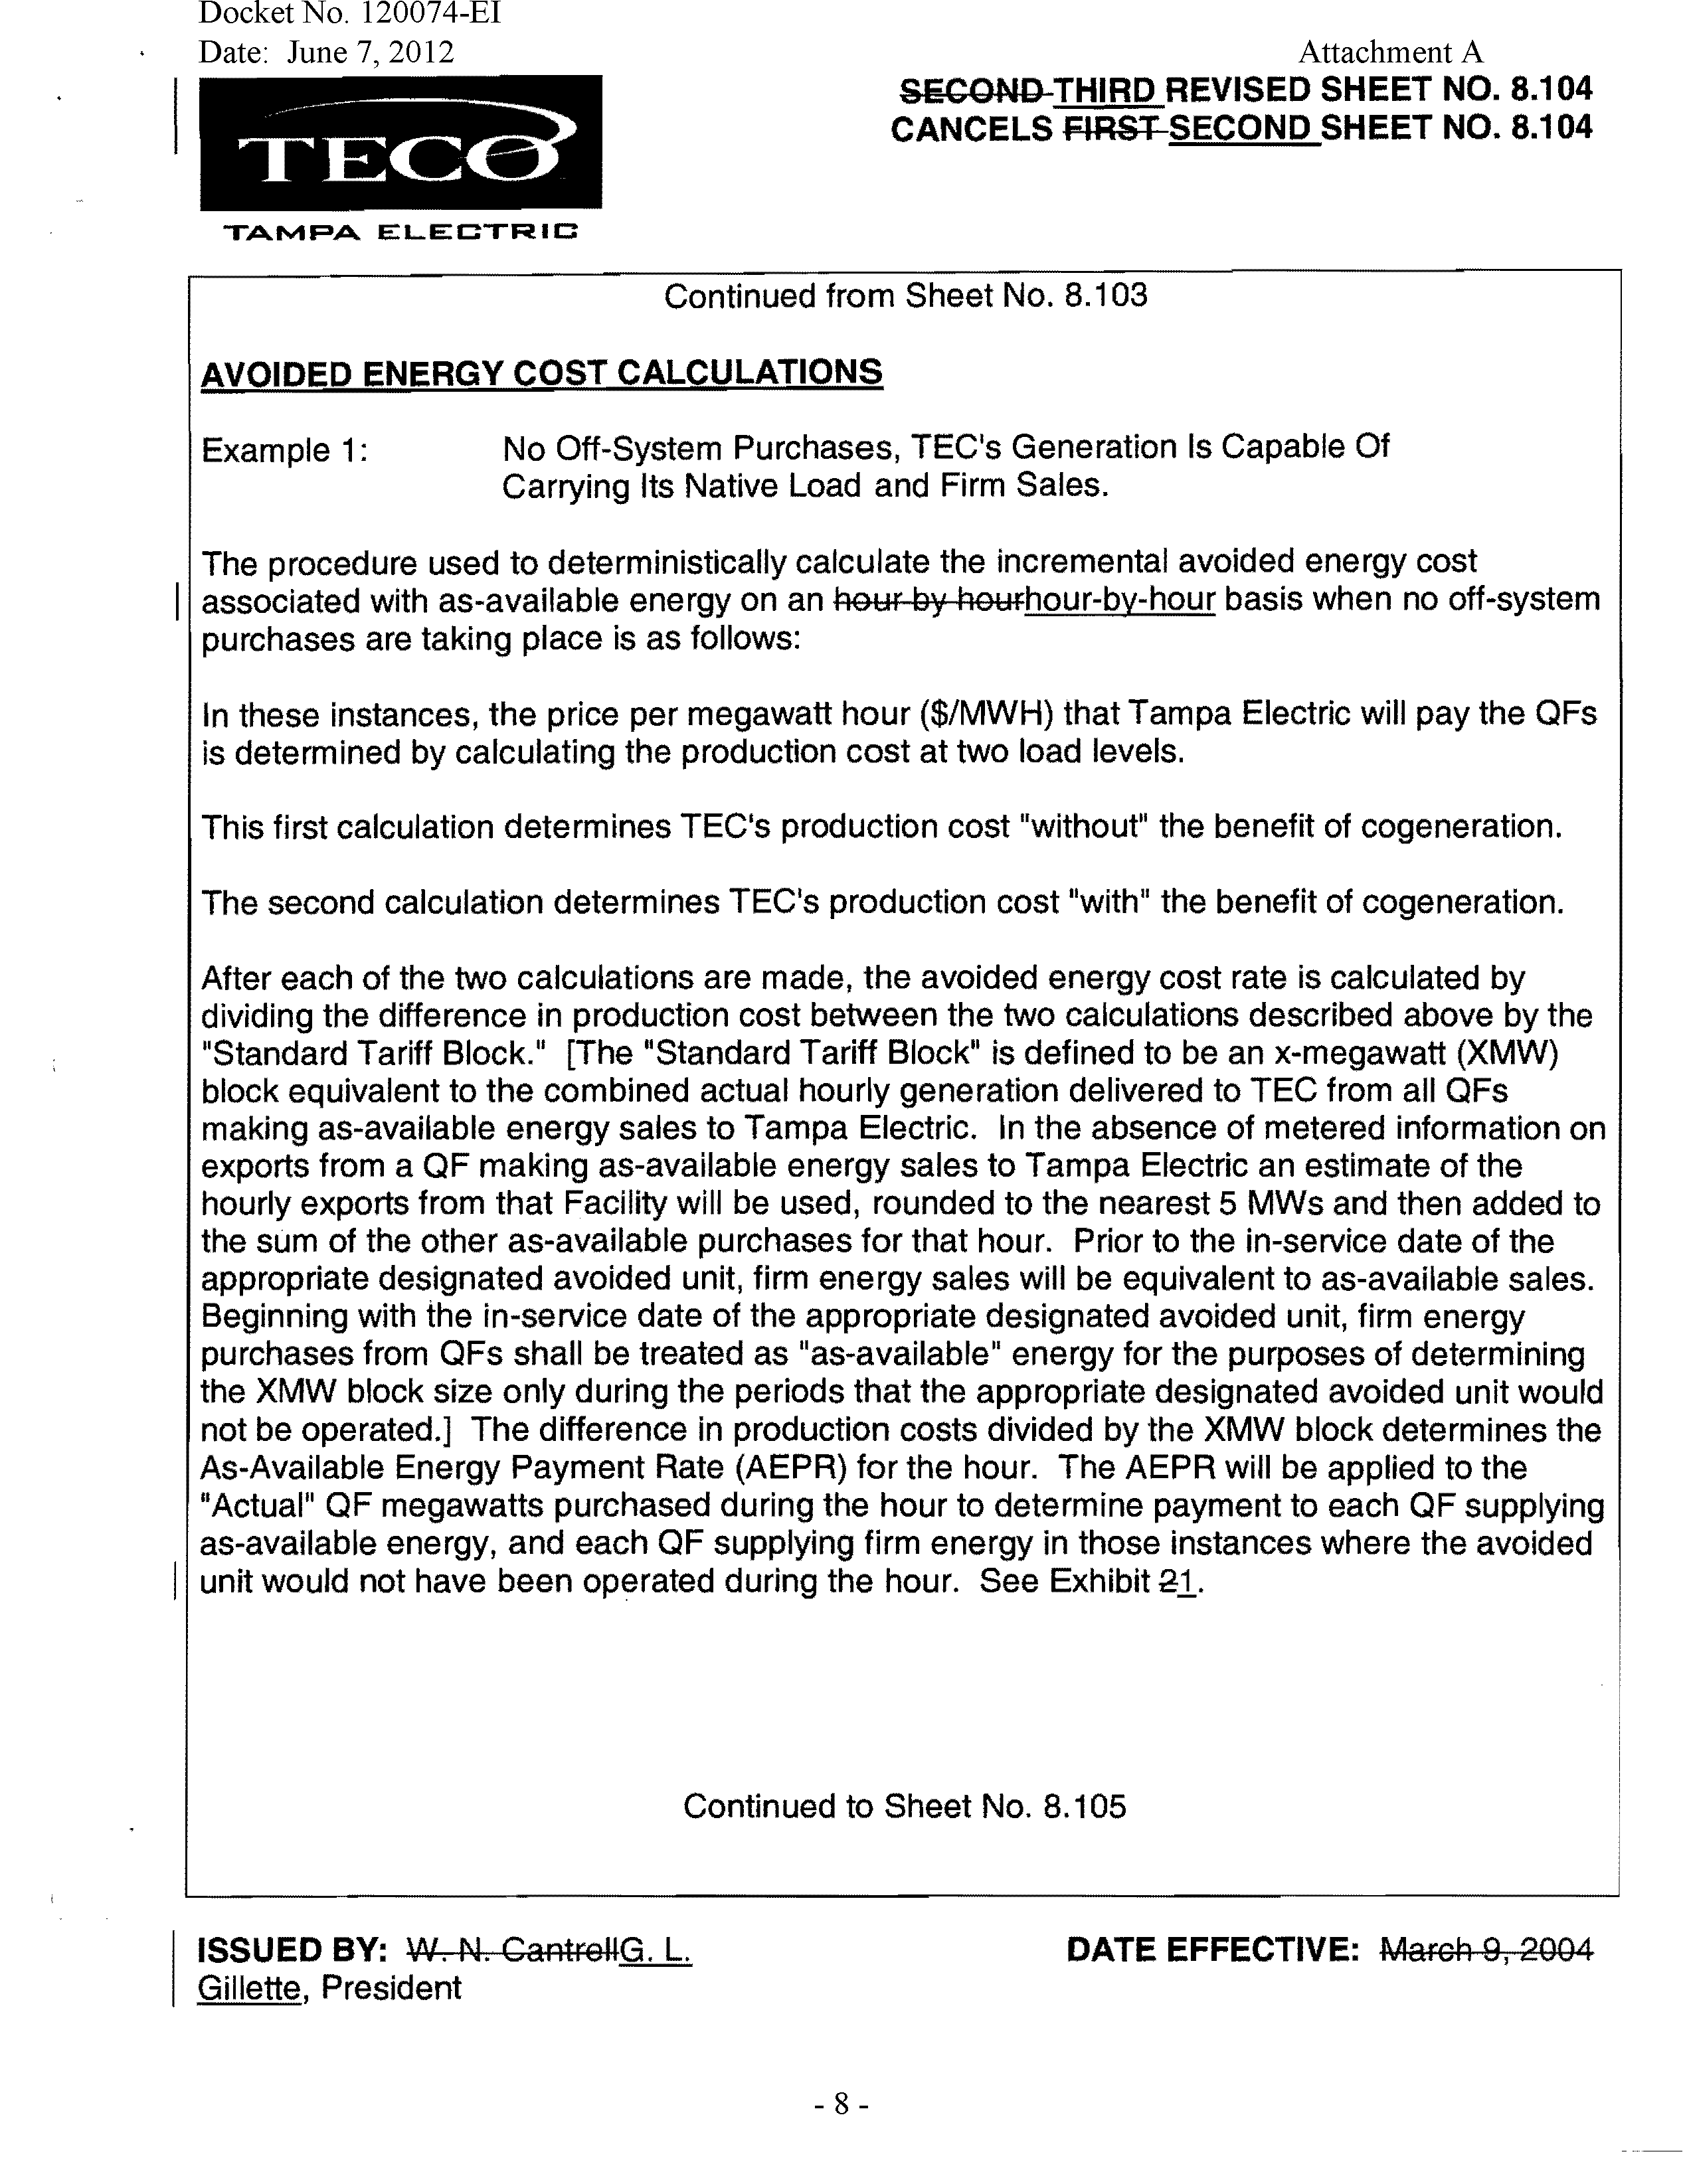 Docket No. 120074-EI
Date: June 7, 2012
Attachment A
SECOND THIRD REVISED SHEET NO. 8.104
CANCELS FIRST SECOND SHEET NO. 8.104
TECO
TAMPA ELECTRIC
Continued from Sheet No. 8.103
AVOIDED ENERGY COST CALCULATIONS
Example 1: No Off-System Purchases, TEC's Generation Is Capable Of
Carrying Its Native Load and Firm Sales.
The procedure used to deterministically calculate the incremental avoided energy cost
associated with as-available energy on an hour by hourhour-by-hour basis when no off-system
purchases are taking place is as follows:
In these instances, the price per megawatt hour ($/MWH) that Tampa Electric will pay the QFs
is determined by calculating the production cost at two load levels.
This first calculation determines TEC's production cost "without" the benefit of cogeneration.
The second calculation determines TEC's production cost "with" the benefit of cogeneration.
After each of the two calculations are made, the avoided energy cost rate is calculated by
dividing the difference in production cost between the two calculations described above by the
"Standard Tariff Block." [The "Standard Tariff Block" is defined to be an x-megawatt (XMW)
block equivalent to the combined actual hourly generation delivered to TEC from all QFs
making as-available energy sales to Tampa Electric. In the absence of metered information on
exports from a QF making as-available energy sales to Tampa Electric an estimate of the
hourly exports from that Facility will be used, rounded to the nearest 5 MWs and then added to
the sum of the other as-available purchases for that hour. Prior to the in-service date of the
appropriate designated avoided unit, firm energy sales will be equivalent to as-available sales.
Beginning with the in-service date of the appropriate designated avoided unit, firm energy
purchases from QFs shall be treated as "as-available" energy for the purposes of determining
the XMW block size only during the periods that the appropriate designated avoided unit would
not be operated.] The difference in production costs divided by the XMW block determines the
As-Available Energy Payment Rate (AEPR) for the hour. The AEPR will be applied to the
"Actual" QF megawatts purchased during the hour to determine payment to each QF supplying
as-available energy, and each QF supplying firm energy in those instances where the avoided
unit would not have been operated during the hour. See Exhibit 21.
Continued to Sheet No. 8.105
ISSUED BY: W. N. CantrellG. L.
Gillette, President
DATE EFFECTIVE: March 9, 2004
- 8 -